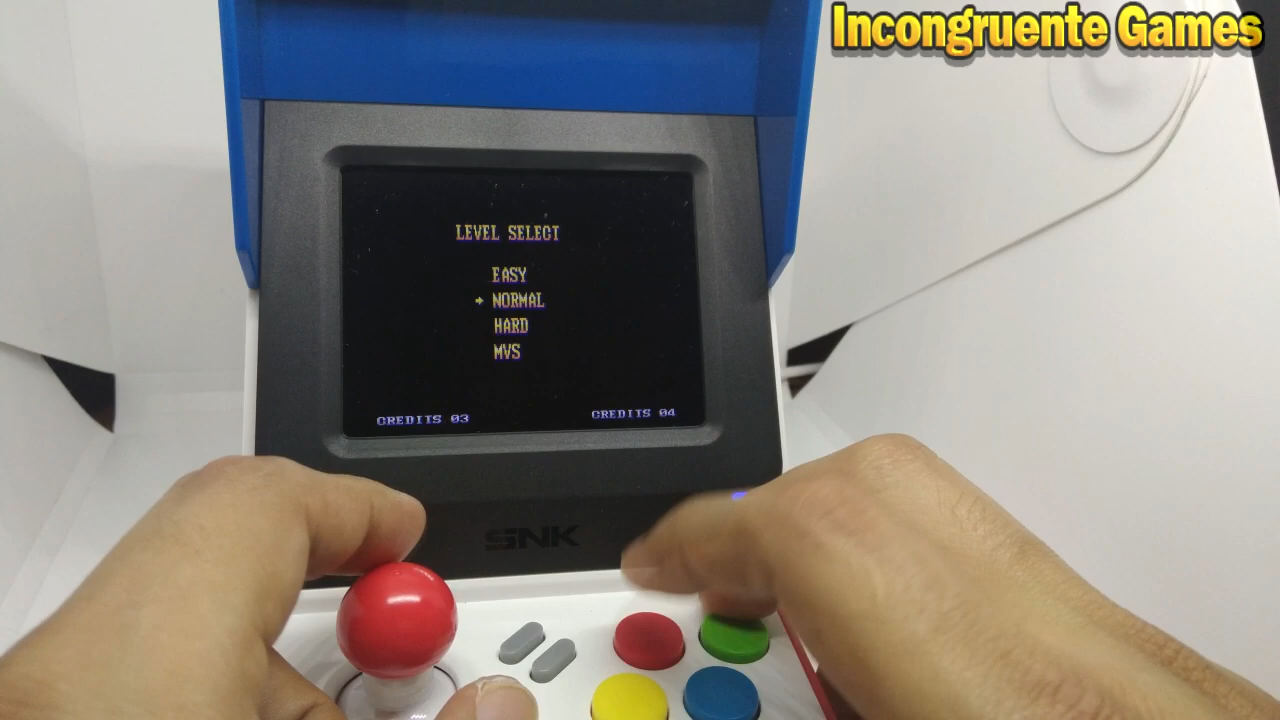 Incongruente Games
LEVEL SELECT
EASY
NORMAL
HARD
MVS
CREDITS 03
CREDITS 04
SNK